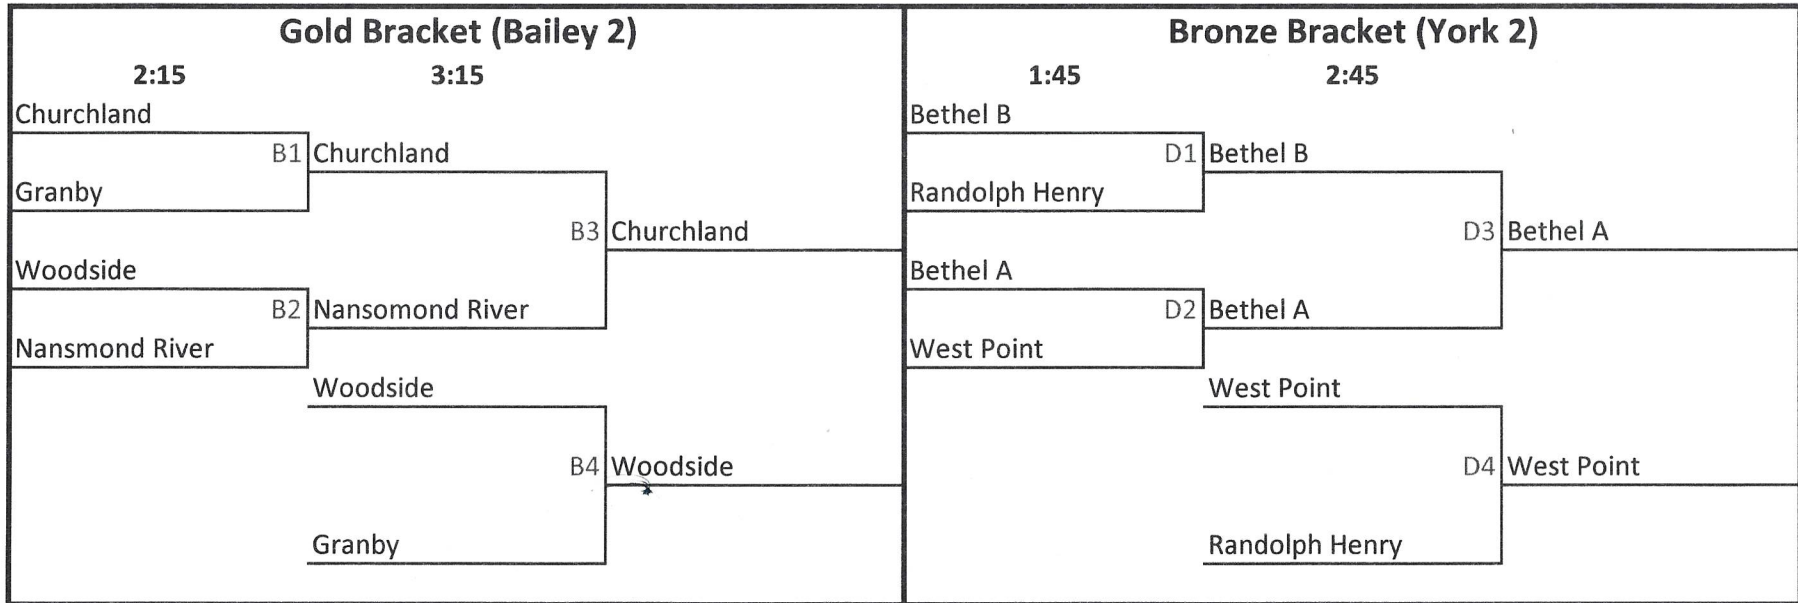 Gold Bracket (Bailey 2)
2:15 3:15
Churchland
B1 Churchland
Granby
B3 Churchland
Woodside
B2 Nansomond River
Nansmond River
Woodside
B4 Woodside
Granby
Bronze Bracket (York 2)
1:45 2:45
Bethel B
D1 Bethel B
Randolph Henry
D3 Bethel A
Bethel A
D2 Bethel A
West Point
West Point
D4 West Point
Randolph Henry